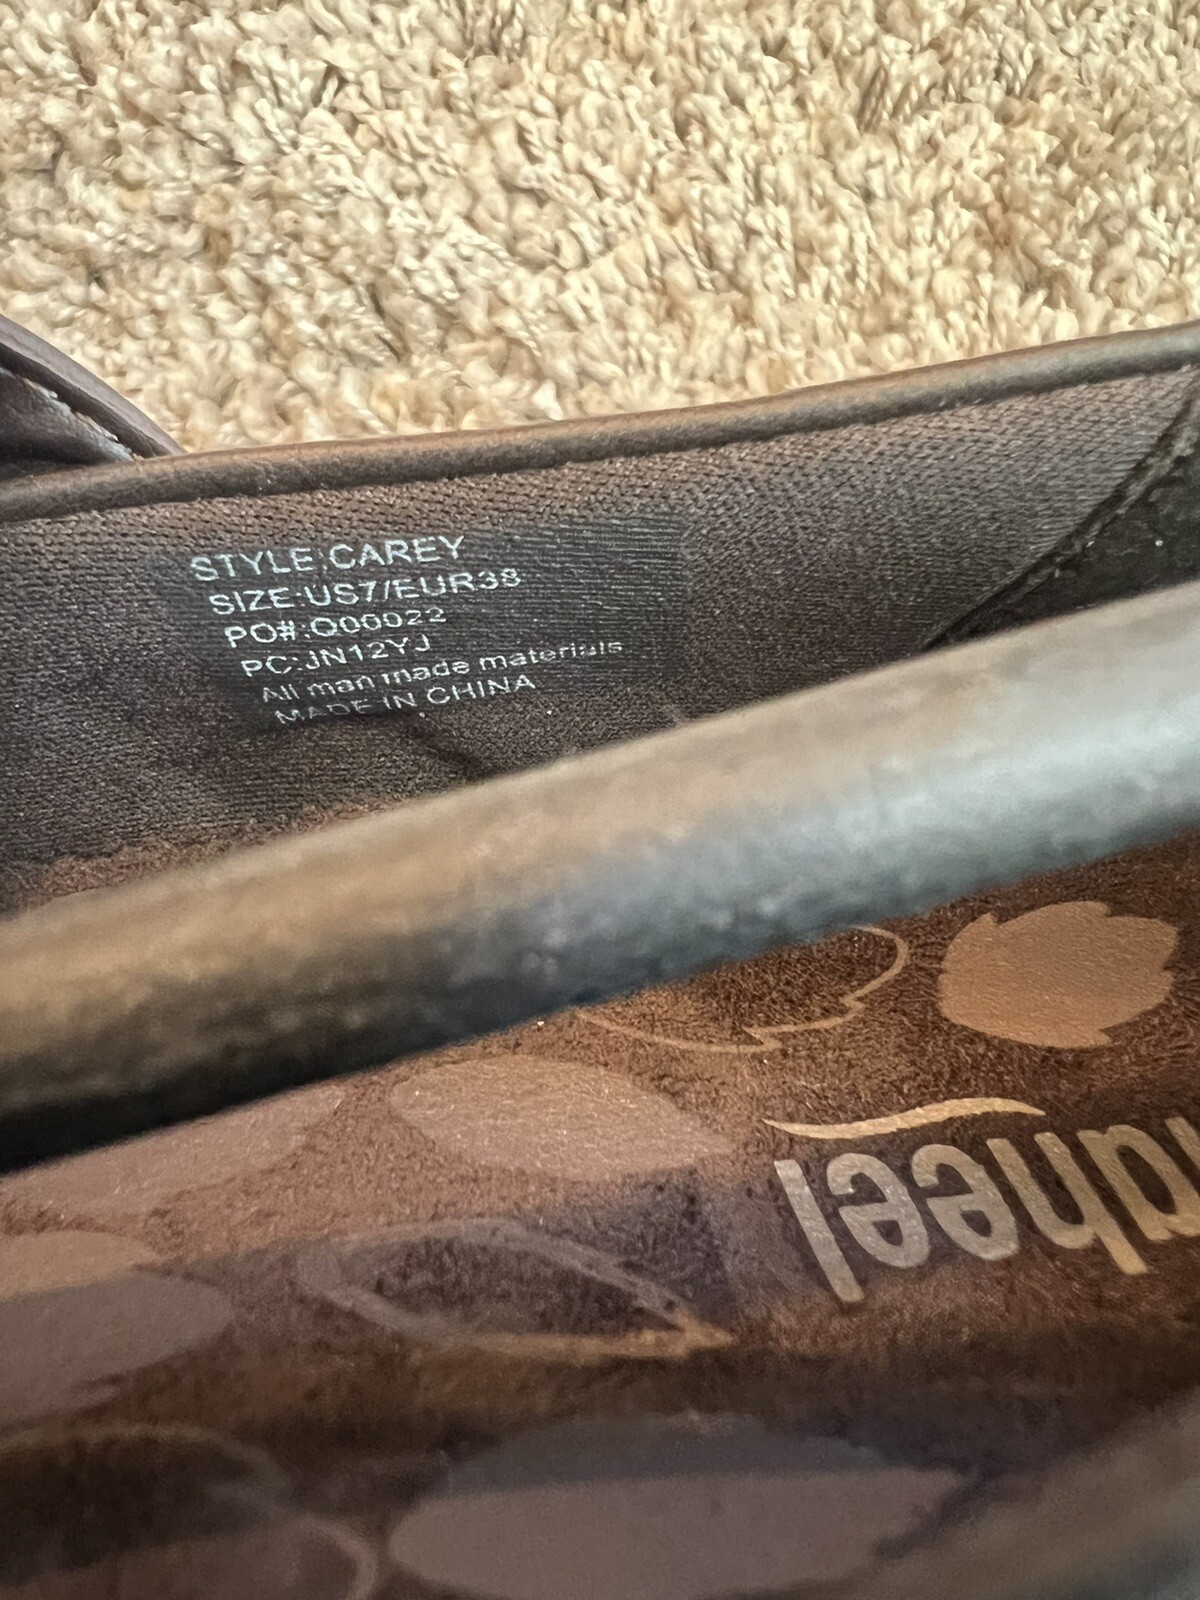 STYLE:CAREY
SIZE:US7/EUR38
PO#:Q00022
PC:JN12YJ
All man made materials
MADE IN CHINA